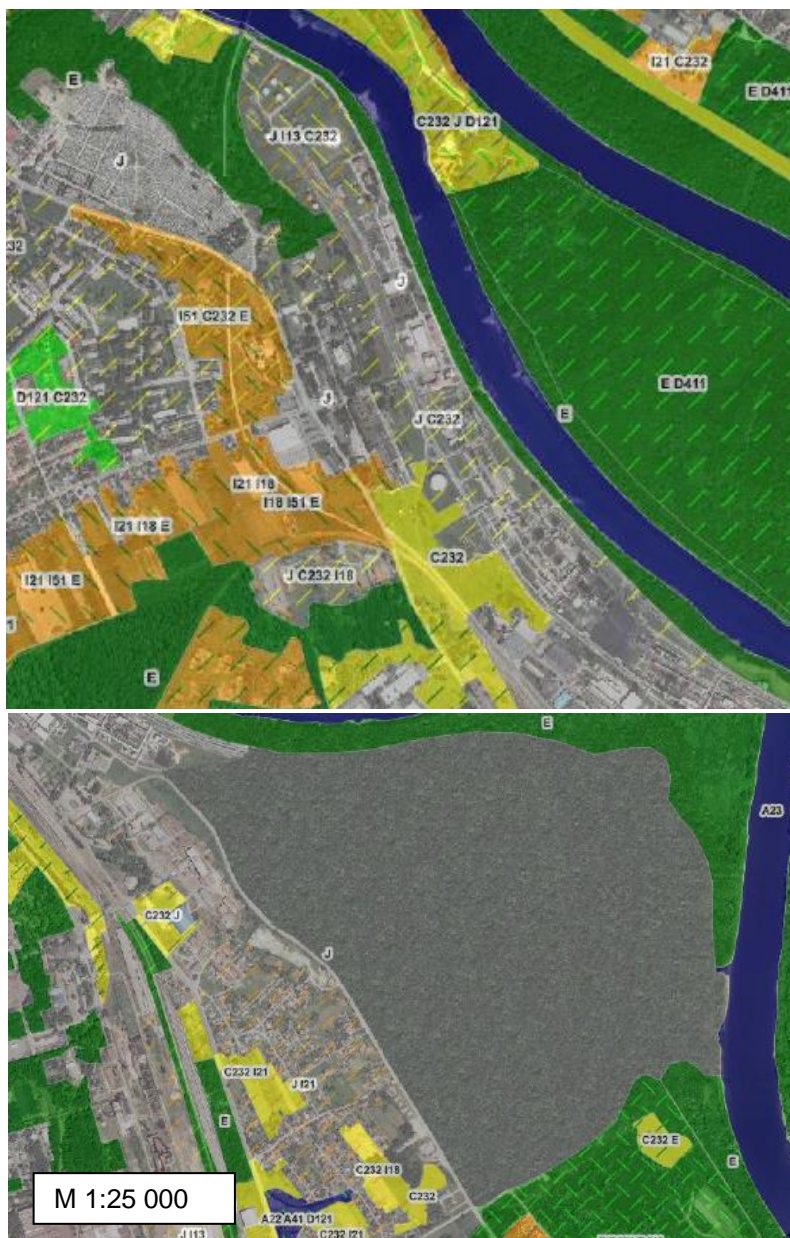 E
I21 C232
E D411
C232 J D121
J I13 C232
J
C232
J
I51 C232 E
E D411
D121 C232
J
E
J C232
I21 I18
I18 I51 E
I21 I18 E
C232
J C232 I18
I21 I51 E
E
E
A23
C232 J
J
C232 I21
J I21
E
C232 E
E
C232 I18
C232
M 1:25 000
A22 A41 D121
C232 I21
J I13